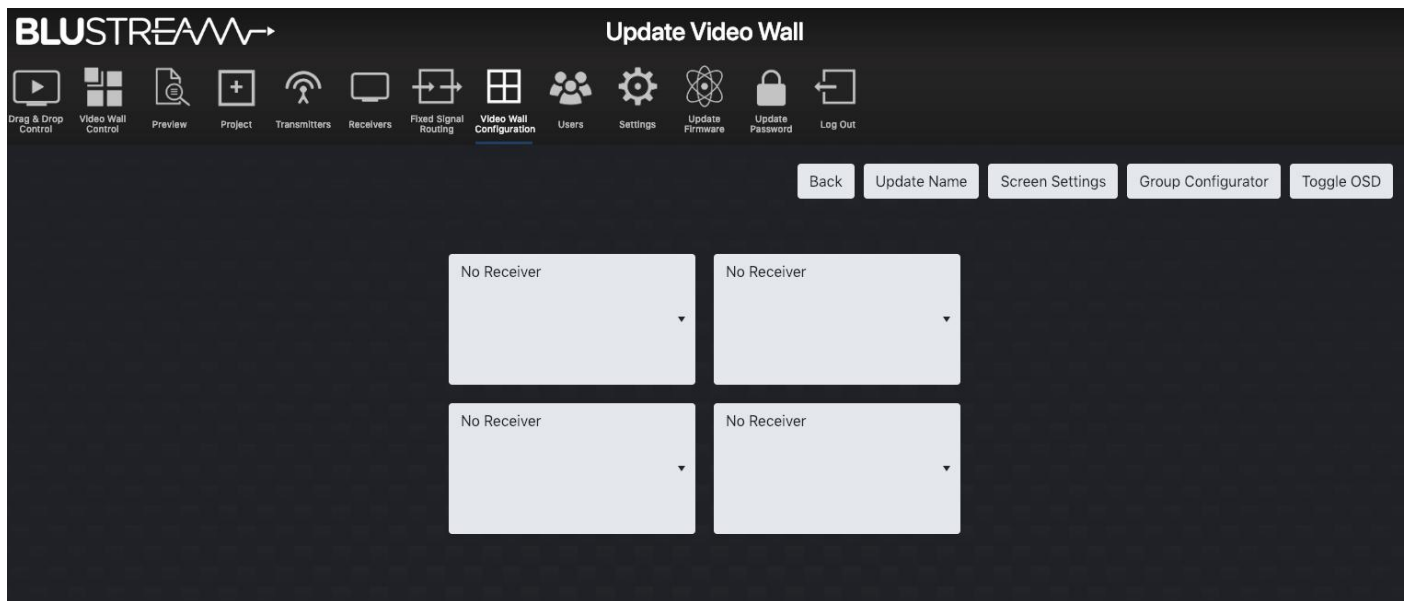 BLUSTREAM
Update Video Wall
Drag & Drop
Control
Video Wall
Control
Preview
Project
Transmitters
Receivers
Fixed Signal
Routing
Video Wall
Configuration
Users
Settings
Update
Firmware
Update
Password
Log Out
Back
Update Name
Screen Settings
Group Configurator
Toggle OSD
No Receiver
No Receiver
No Receiver
No Receiver